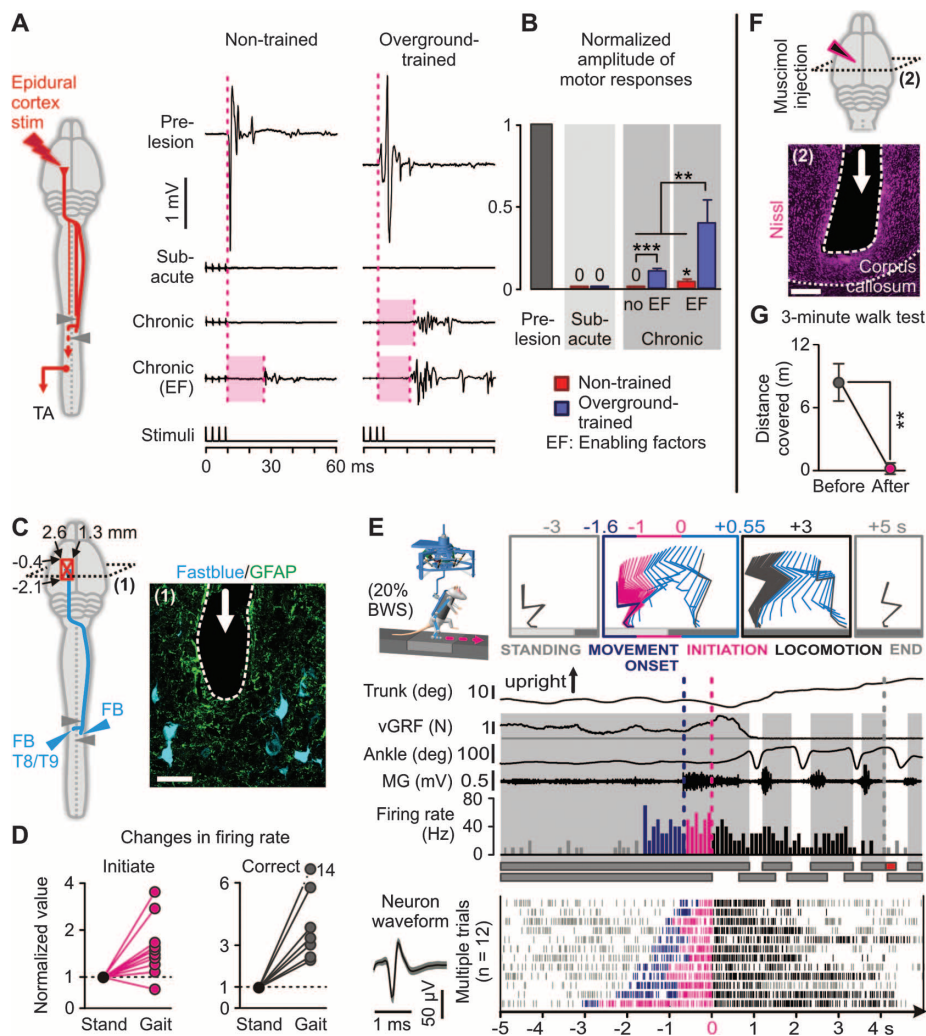 A
Non-trained
Overground-
trained
Epidural
cortex
stim
Pre-
lesion
1 mV
Sub-
acute
Chronic
Chronic
(EF)
TA
Stimuli
0 30 60 ms
B
Normalized
amplitude of
motor responses
1
0.5
0
**
***
*
0 0
no EF
EF
Pre-
lesion
Sub-
acute
Chronic
Non-trained
Overground-
trained
EF: Enabling factors
F
Muscimol
injection
(2)
(2)
Nissl
Corpus
callosum
G
3-minute walk test
Distance
covered (m)
12
6
0
**
Before After
C
2.6 1.3 mm
-0.4
-2.1
(1)
FB
FB
T8/T9
Fastblue/GFAP
(1)
D
Changes in firing rate
Initiate
Correct
Normalized value
4
2
1
0
6
3
1
0
14
Stand Gait
Stand Gait
E
(20%
BWS)
-3 -1.6 -1 0 +0.55 +3 +5 s
STANDING MOVEMENT
ONSET INITIATION LOCOMOTION END
upright
Trunk (deg) 10
vGRF (N) 1
Ankle (deg) 100
MG (mV) 0.5
Firing rate
(Hz)
80
40
0
Neuron
waveform
1 ms
50 µV
Multiple trials
(n = 12)
-5 -4 -3 -2 -1 0 1 2 4 s